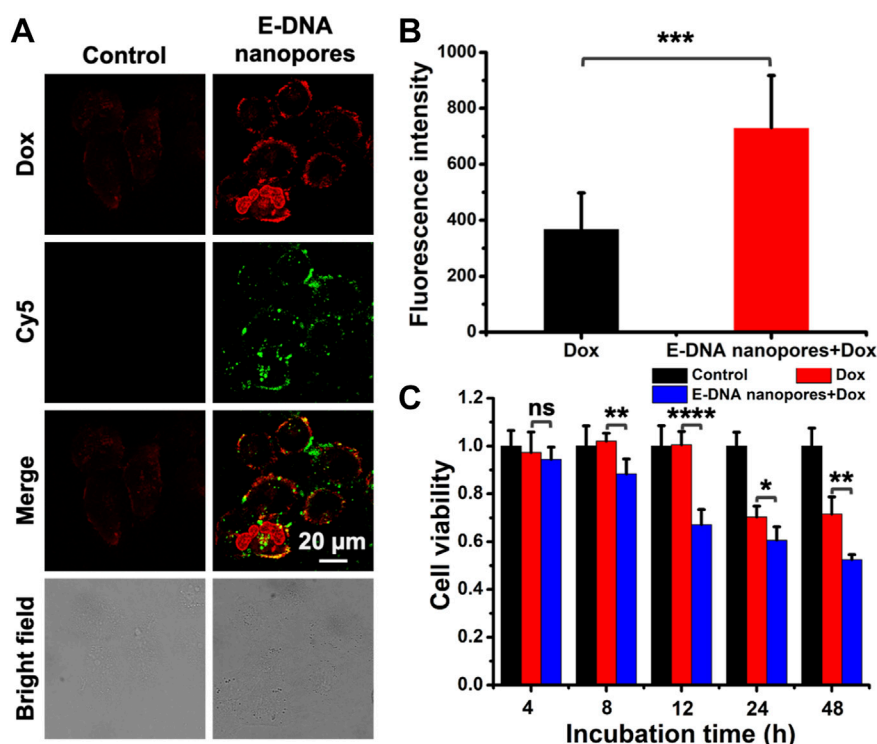 A
Control
E-DNA
nanopores
Dox
Cy5
Merge
Bright field
20 μm
B
Fluorescence intensity
1000
800
600
400
200
0
***
Dox
E-DNA nanopores+Dox
C
Control
Dox
E-DNA nanopores+Dox
Cell viability
1.2
1.0
0.8
0.6
0.4
0.2
0.0
ns
**
****
*
**
4
8
12
24
48
Incubation time (h)